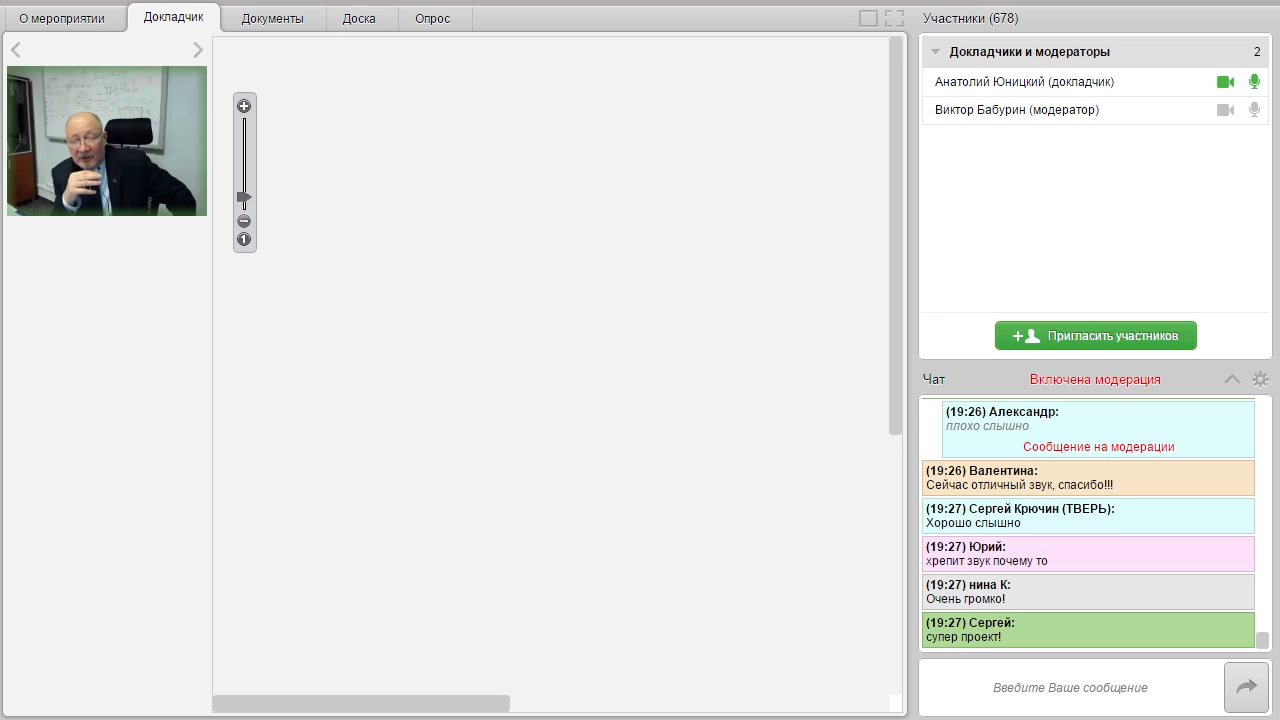 О мероприятии
Докладчик
Документы
Доска
Опрос
Участники (678)
Докладчики и модераторы
2
Анатолий Юницкий (докладчик)
Виктор Бабурин (модератор)
1
Пригласить участников
Чат
Включена модерация
(19:26) Александр:
плохо слышно
Сообщение на модерации
(19:26) Валентина:
Сейчас отличный звук, спасибо!!!
(19:27) Сергей Крючин (ТВЕРЬ):
Хорошо слышно
(19:27) Юрий:
хрепит звук почему то
(19:27) нина К:
Очень громко!
(19:27) Сергей:
супер проект!
Введите Ваше сообщение